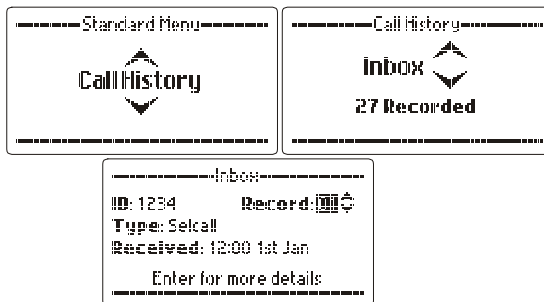 Standard Menu
Call History
Call History
Inbox
27 Recorded
Inbox
ID: 1234 Record:
Type: Selcall
Received: 12:00 1st Jan
Enter for more details